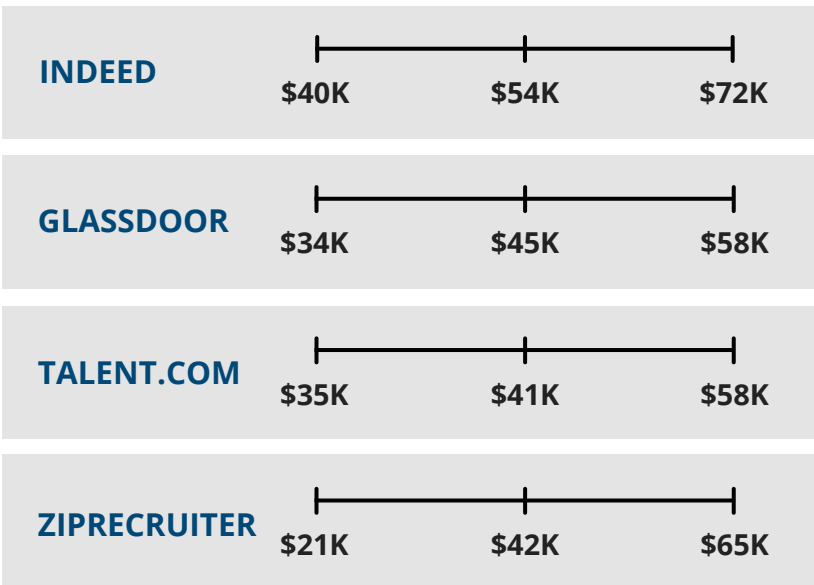 INDEED
$40K $54K $72K
GLASSDOOR
$34K $45K $58K
TALENT.COM
$35K $41K $58K
ZIPRECRUITER
$21K $42K $65K